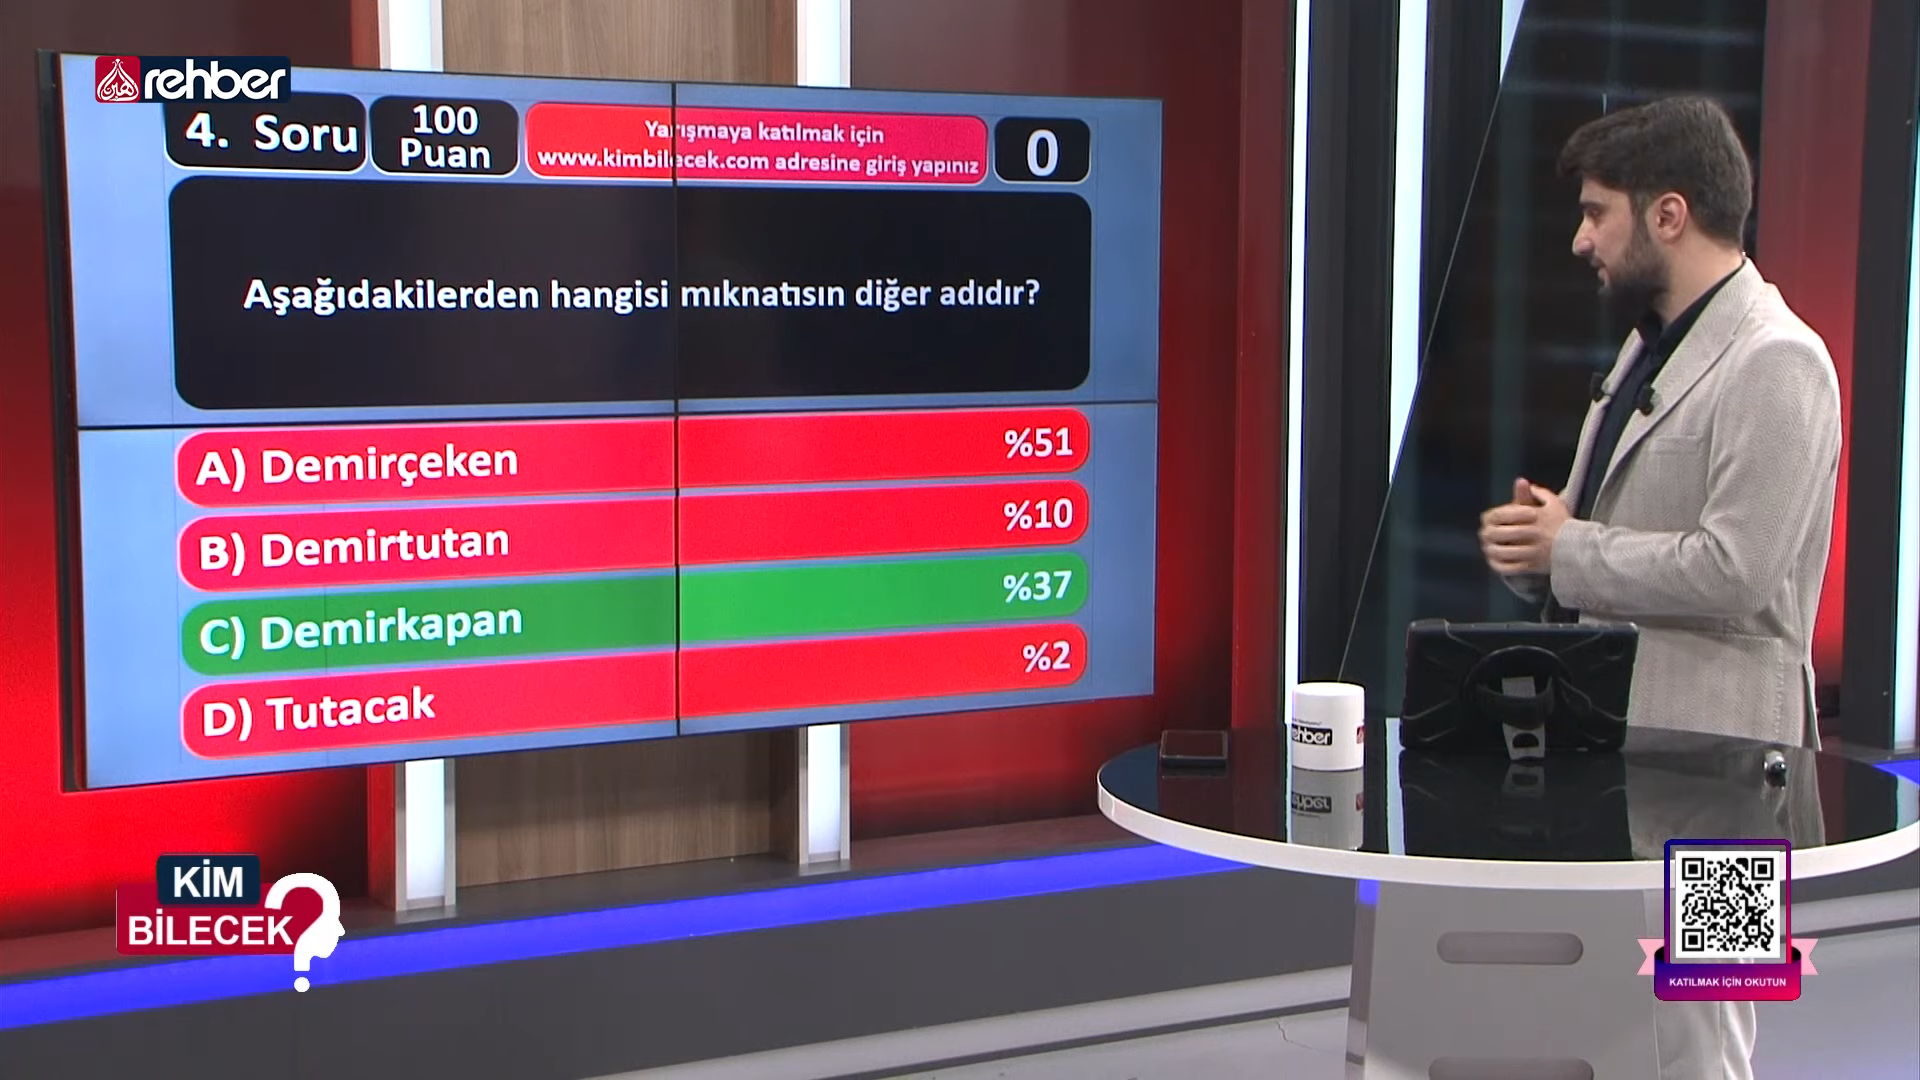 rehber
4. Soru
100
Puan
Yarışmaya katılmak için
www.kimbilecek.com adresine giriş yapınız
0
Aşağıdakilerden hangisi mıknatısın diğer adıdır?
A) Demirçeken %51
B) Demirtutan %10
C) Demirkapan %37
D) Tutacak %2
rehber
KİM
BİLECEK?
KATILMAK İÇİN OKUTUN